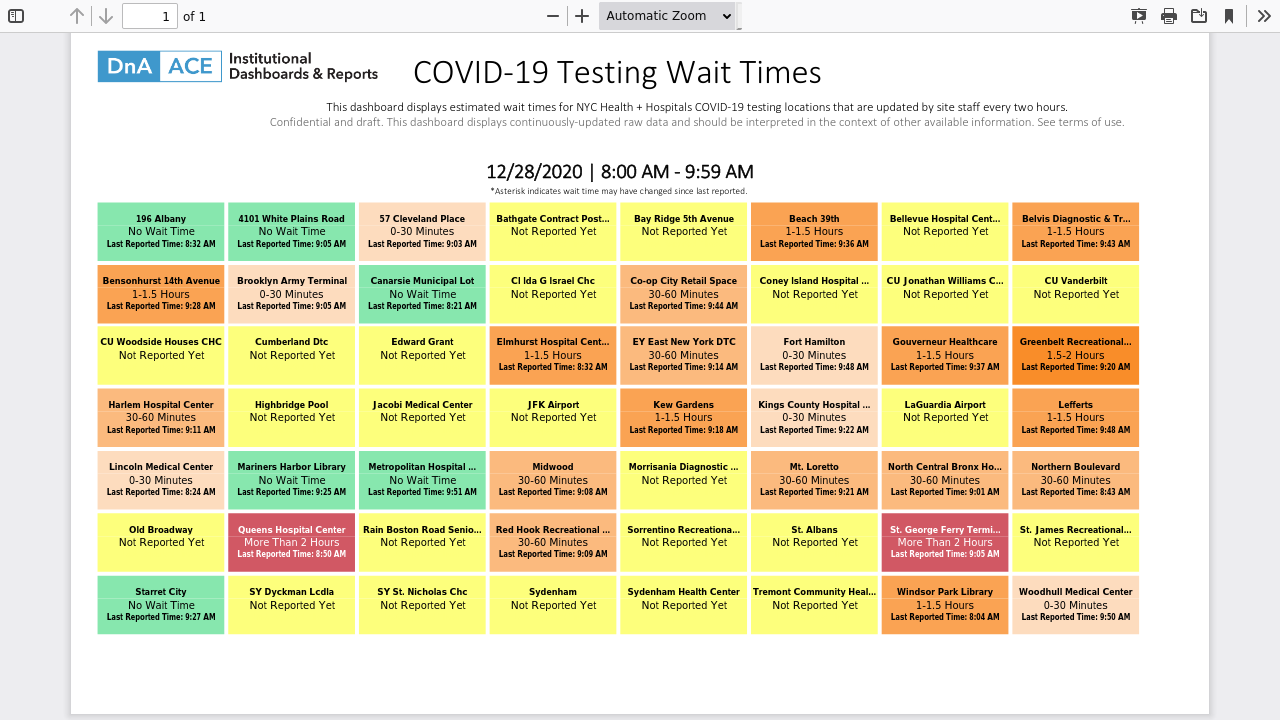 1 of 1
Automatic Zoom
DnA ACE Institutional
Dashboards & Reports
COVID-19 Testing Wait Times
This dashboard displays estimated wait times for NYC Health + Hospitals COVID-19 testing locations that are updated by site staff every two hours.
Confidential and draft. This dashboard displays continuously-updated raw data and should be interpreted in the context of other available information. See terms of use.
12/28/2020 | 8:00 AM - 9:59 AM
*Asterisk indicates wait time may have changed since last reported.
196 Albany
No Wait Time
Last Reported Time: 8:32 AM
4101 White Plains Road
No Wait Time
Last Reported Time: 9:05 AM
57 Cleveland Place
0-30 Minutes
Last Reported Time: 9:03 AM
Bathgate Contract Post...
Not Reported Yet
Bay Ridge 5th Avenue
Not Reported Yet
Beach 39th
1-1.5 Hours
Last Reported Time: 9:36 AM
Bellevue Hospital Cent...
Not Reported Yet
Belvis Diagnostic & Tr...
1-1.5 Hours
Last Reported Time: 9:43 AM
Bensonhurst 14th Avenue
1-1.5 Hours
Last Reported Time: 9:28 AM
Brooklyn Army Terminal
0-30 Minutes
Last Reported Time: 9:05 AM
Canarsie Municipal Lot
No Wait Time
Last Reported Time: 8:21 AM
CI Ida G Israel Chc
Not Reported Yet
Co-op City Retail Space
30-60 Minutes
Last Reported Time: 9:44 AM
Coney Island Hospital ...
Not Reported Yet
CU Jonathan Williams C...
Not Reported Yet
CU Vanderbilt
Not Reported Yet
CU Woodside Houses CHC
Not Reported Yet
Cumberland Dtc
Not Reported Yet
Edward Grant
Not Reported Yet
Elmhurst Hospital Cent...
1-1.5 Hours
Last Reported Time: 8:32 AM
EY East New York DTC
30-60 Minutes
Last Reported Time: 9:14 AM
Fort Hamilton
0-30 Minutes
Last Reported Time: 9:48 AM
Gouverneur Healthcare
1-1.5 Hours
Last Reported Time: 9:37 AM
Greenbelt Recreational...
1.5-2 Hours
Last Reported Time: 9:20 AM
Harlem Hospital Center
30-60 Minutes
Last Reported Time: 9:11 AM
Highbridge Pool
Not Reported Yet
Jacobi Medical Center
Not Reported Yet
JFK Airport
Not Reported Yet
Kew Gardens
1-1.5 Hours
Last Reported Time: 9:18 AM
Kings County Hospital ...
0-30 Minutes
Last Reported Time: 9:22 AM
LaGuardia Airport
Not Reported Yet
Lefferts
1-1.5 Hours
Last Reported Time: 9:48 AM
Lincoln Medical Center
0-30 Minutes
Last Reported Time: 8:24 AM
Mariners Harbor Library
No Wait Time
Last Reported Time: 9:25 AM
Metropolitan Hospital ...
No Wait Time
Last Reported Time: 9:51 AM
Midwood
30-60 Minutes
Last Reported Time: 9:08 AM
Morrisania Diagnostic ...
Not Reported Yet
Mt. Loretto
30-60 Minutes
Last Reported Time: 9:21 AM
North Central Bronx Ho...
30-60 Minutes
Last Reported Time: 9:01 AM
Northern Boulevard
30-60 Minutes
Last Reported Time: 8:43 AM
Old Broadway
Not Reported Yet
Queens Hospital Center
More Than 2 Hours
Last Reported Time: 8:50 AM
Rain Boston Road Senio...
Not Reported Yet
Red Hook Recreational ...
30-60 Minutes
Last Reported Time: 9:09 AM
Sorrentino Recreationa...
Not Reported Yet
St. Albans
Not Reported Yet
St. George Ferry Termi...
More Than 2 Hours
Last Reported Time: 9:05 AM
St. James Recreational...
Not Reported Yet
Starret City
No Wait Time
Last Reported Time: 9:27 AM
SY Dyckman Lcdla
Not Reported Yet
SY St. Nicholas Chc
Not Reported Yet
Sydenham
Not Reported Yet
Sydenham Health Center
Not Reported Yet
Tremont Community Heal...
Not Reported Yet
Windsor Park Library
1-1.5 Hours
Last Reported Time: 8:04 AM
Woodhull Medical Center
0-30 Minutes
Last Reported Time: 9:50 AM